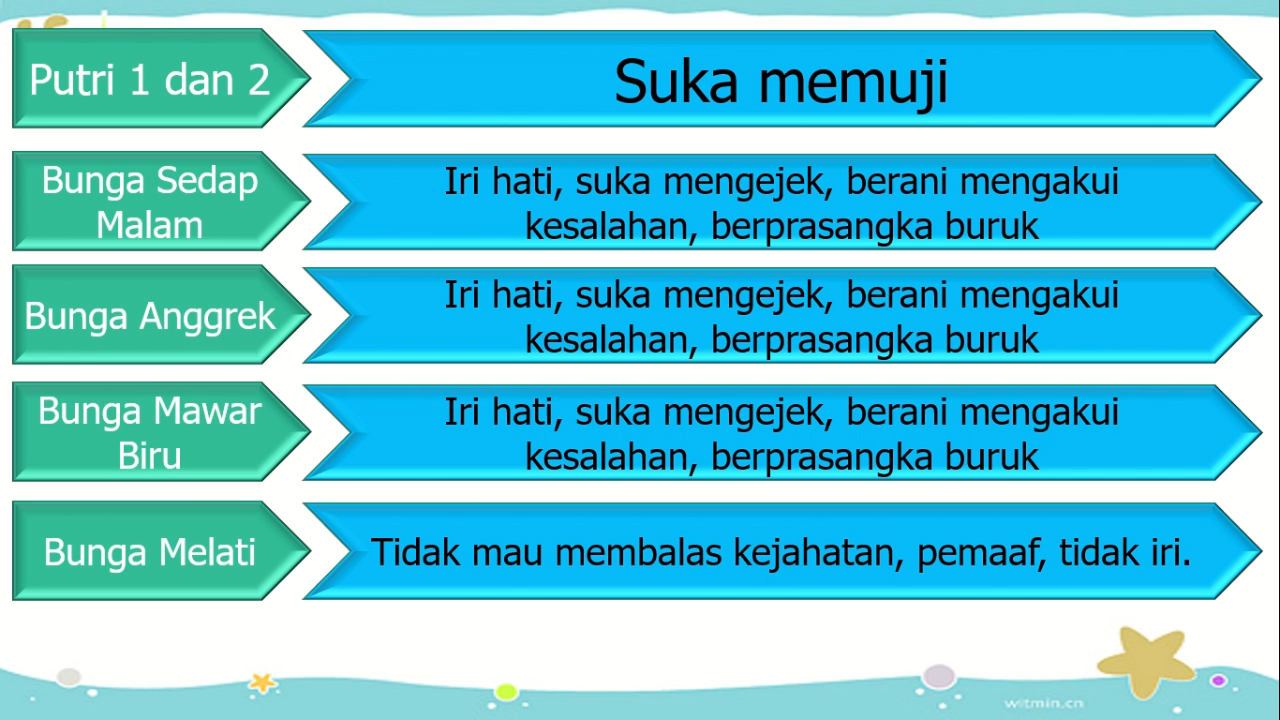 Putri 1 dan 2
Suka memuji
Bunga Sedap
Malam
Iri hati, suka mengejek, berani mengakui
kesalahan, berprasangka buruk
Bunga Anggrek
Iri hati, suka mengejek, berani mengakui
kesalahan, berprasangka buruk
Bunga Mawar
Biru
Iri hati, suka mengejek, berani mengakui
kesalahan, berprasangka buruk
Bunga Melati
Tidak mau membalas kejahatan, pemaaf, tidak iri.
witmin.cn